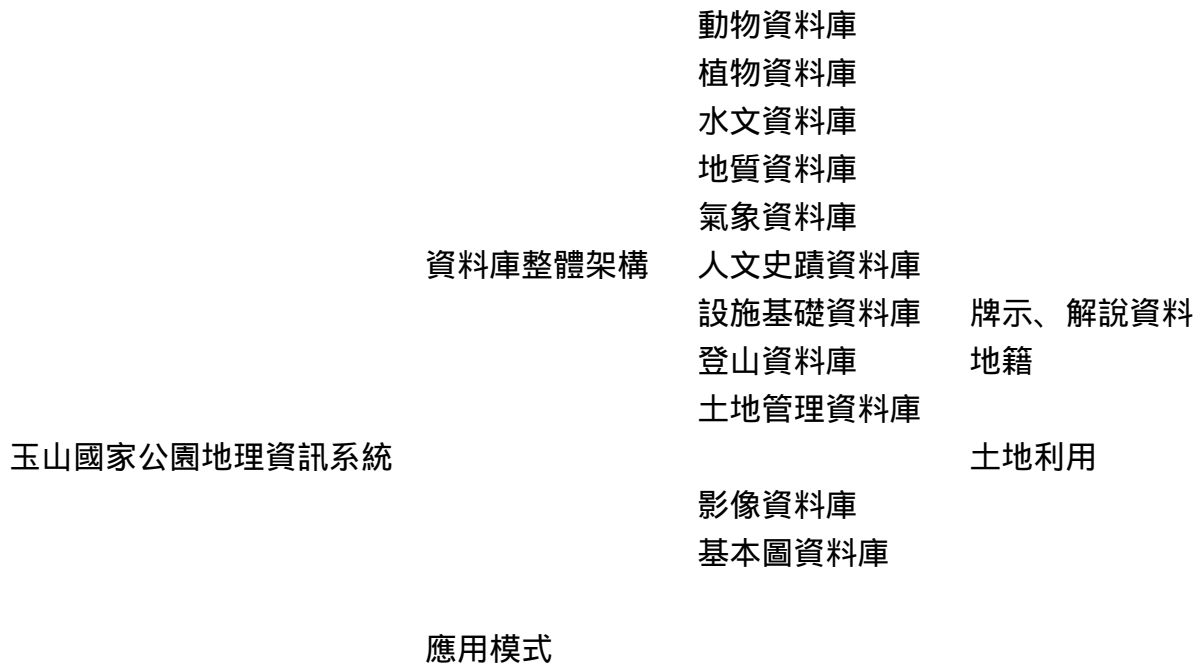 動物資料庫
植物資料庫
水文資料庫
地質資料庫
氣象資料庫
資料庫整體架構 人文史蹟資料庫
設施基礎資料庫 牌示、解說資料
登山資料庫 地籍
土地管理資料庫
玉山國家公園地理資訊系統 土地利用
影像資料庫
基本圖資料庫
應用模式